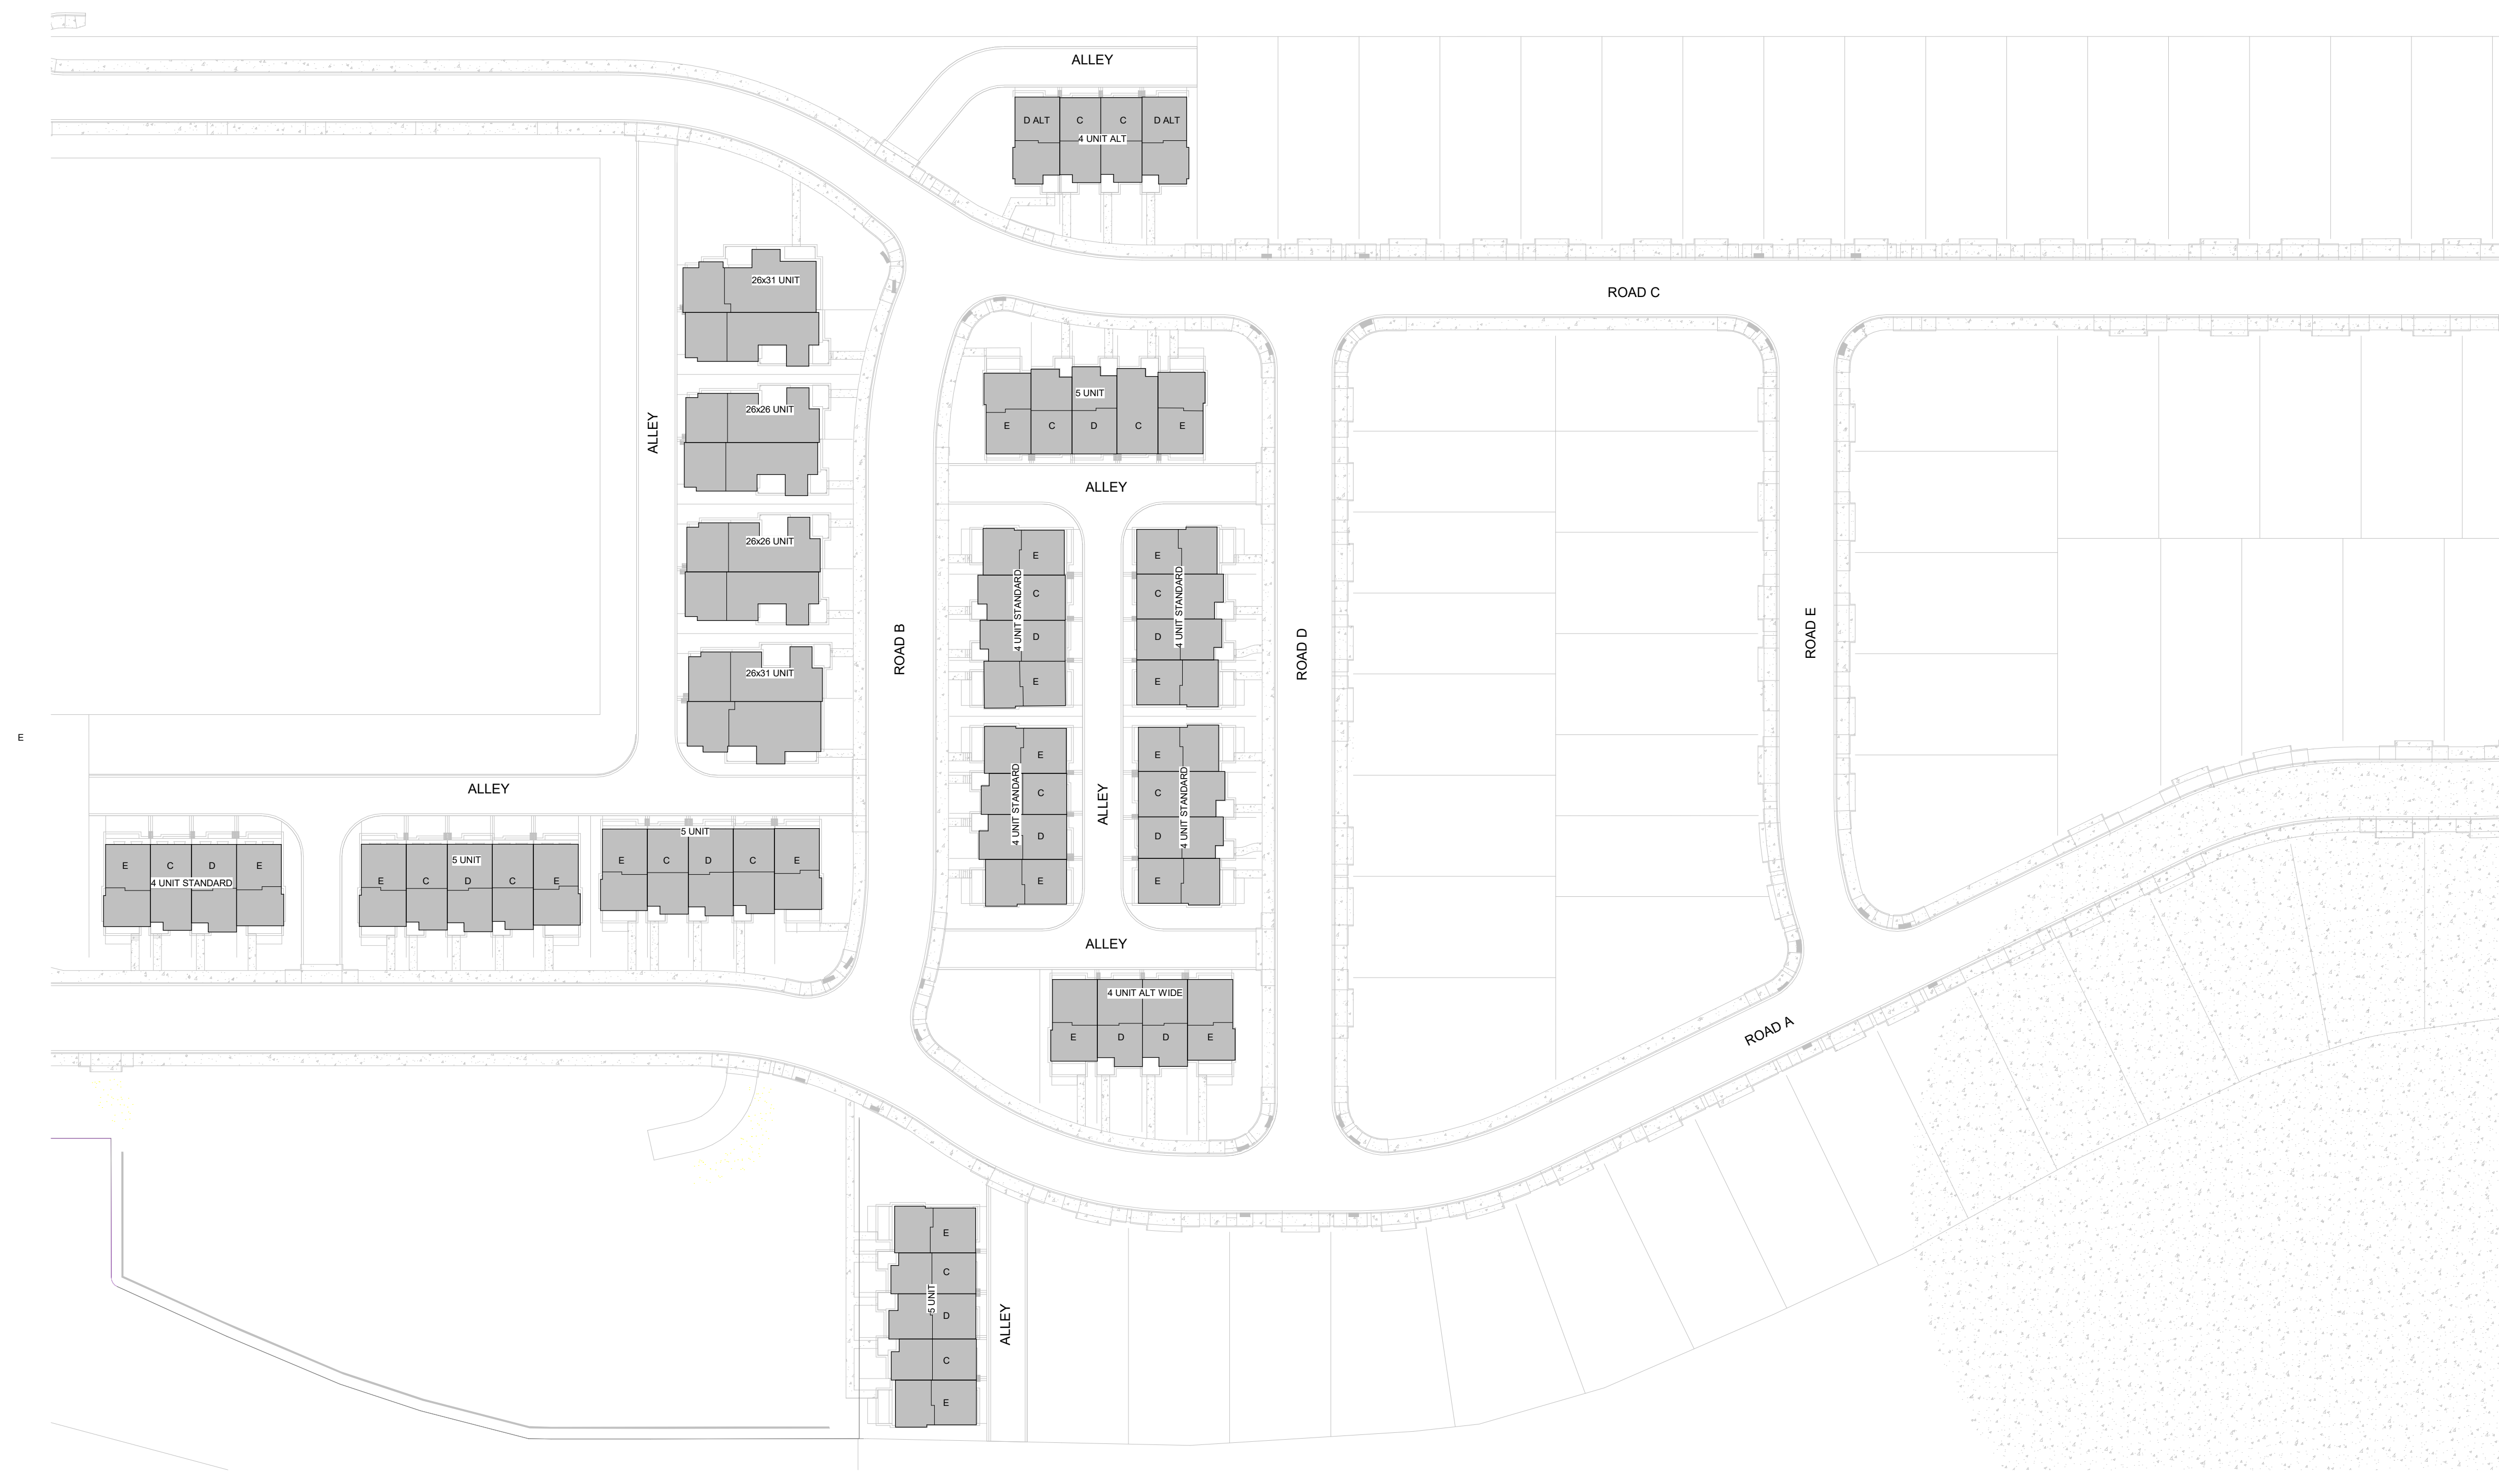 ALLEY
D ALT
C
C
D ALT
4 UNIT ALT
26x31 UNIT
ROAD C
5 UNIT
E
C
D
C
E
26x26 UNIT
ALLEY
ALLEY
26x26 UNIT
E
C
D
E
4 UNIT STANDARD
E
C
D
E
4 UNIT STANDARD
ROAD B
ROAD D
ROAD E
26x31 UNIT
E
ALLEY
E
C
D
E
4 UNIT STANDARD
ALLEY
E
C
D
E
4 UNIT STANDARD
E
C
D
E
4 UNIT STANDARD
5 UNIT
E
C
D
C
E
5 UNIT
E
C
D
C
E
ALLEY
4 UNIT ALT WIDE
E
D
D
E
ROAD A
E
C
5 UNIT
D
C
E
ALLEY